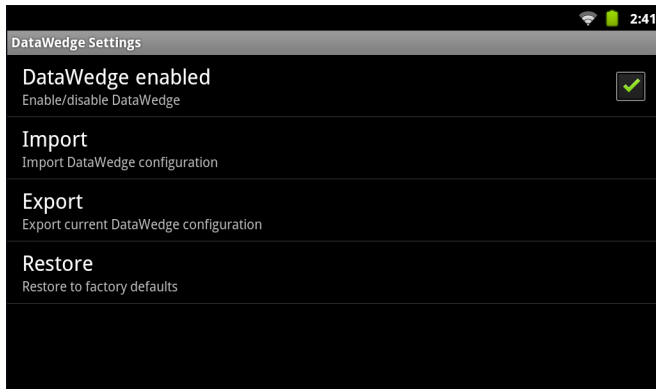 2:41
DataWedge Settings
DataWedge enabled
Enable/disable DataWedge
Import
Import DataWedge configuration
Export
Export current DataWedge configuration
Restore
Restore to factory defaults